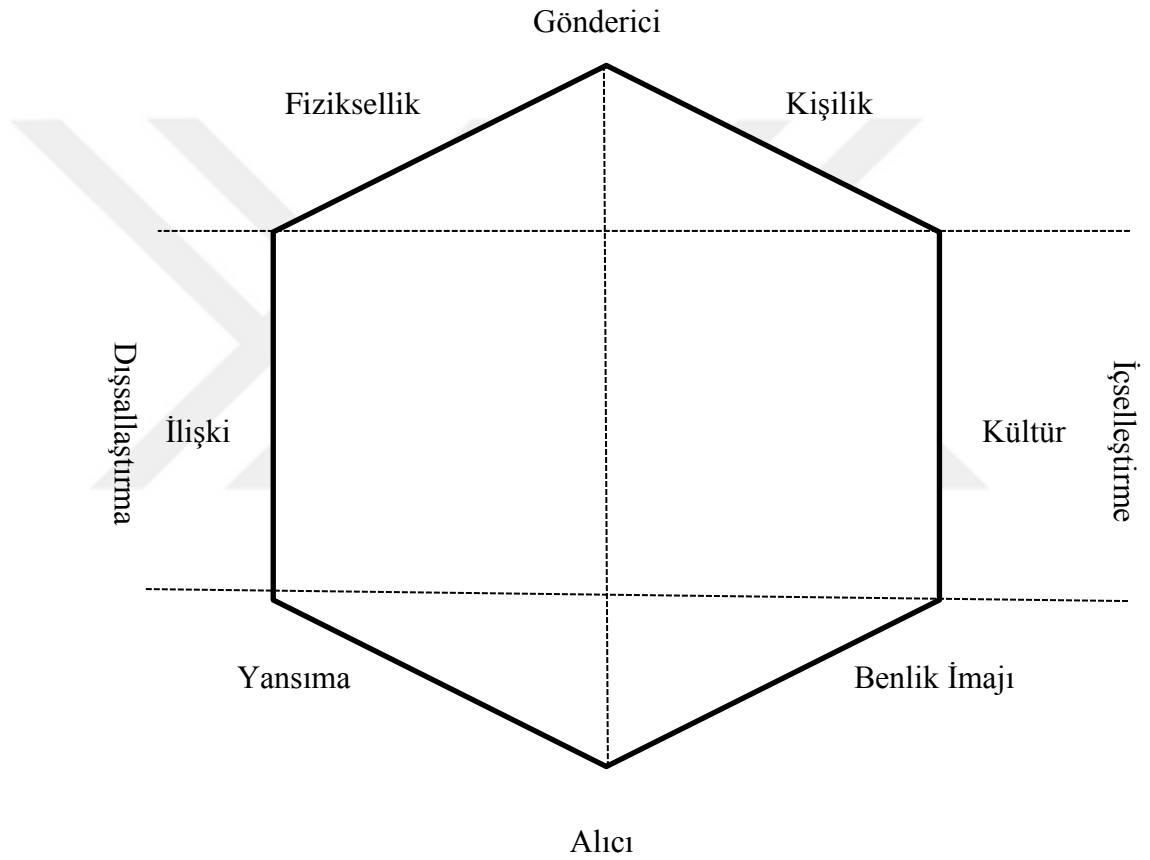 Gönderici
Fiziksellik
Kişilik
Dışsallaştırma
İlişki
Kültür
İçselleştirme
Yansıma
Benlik İmajı
Alıcı